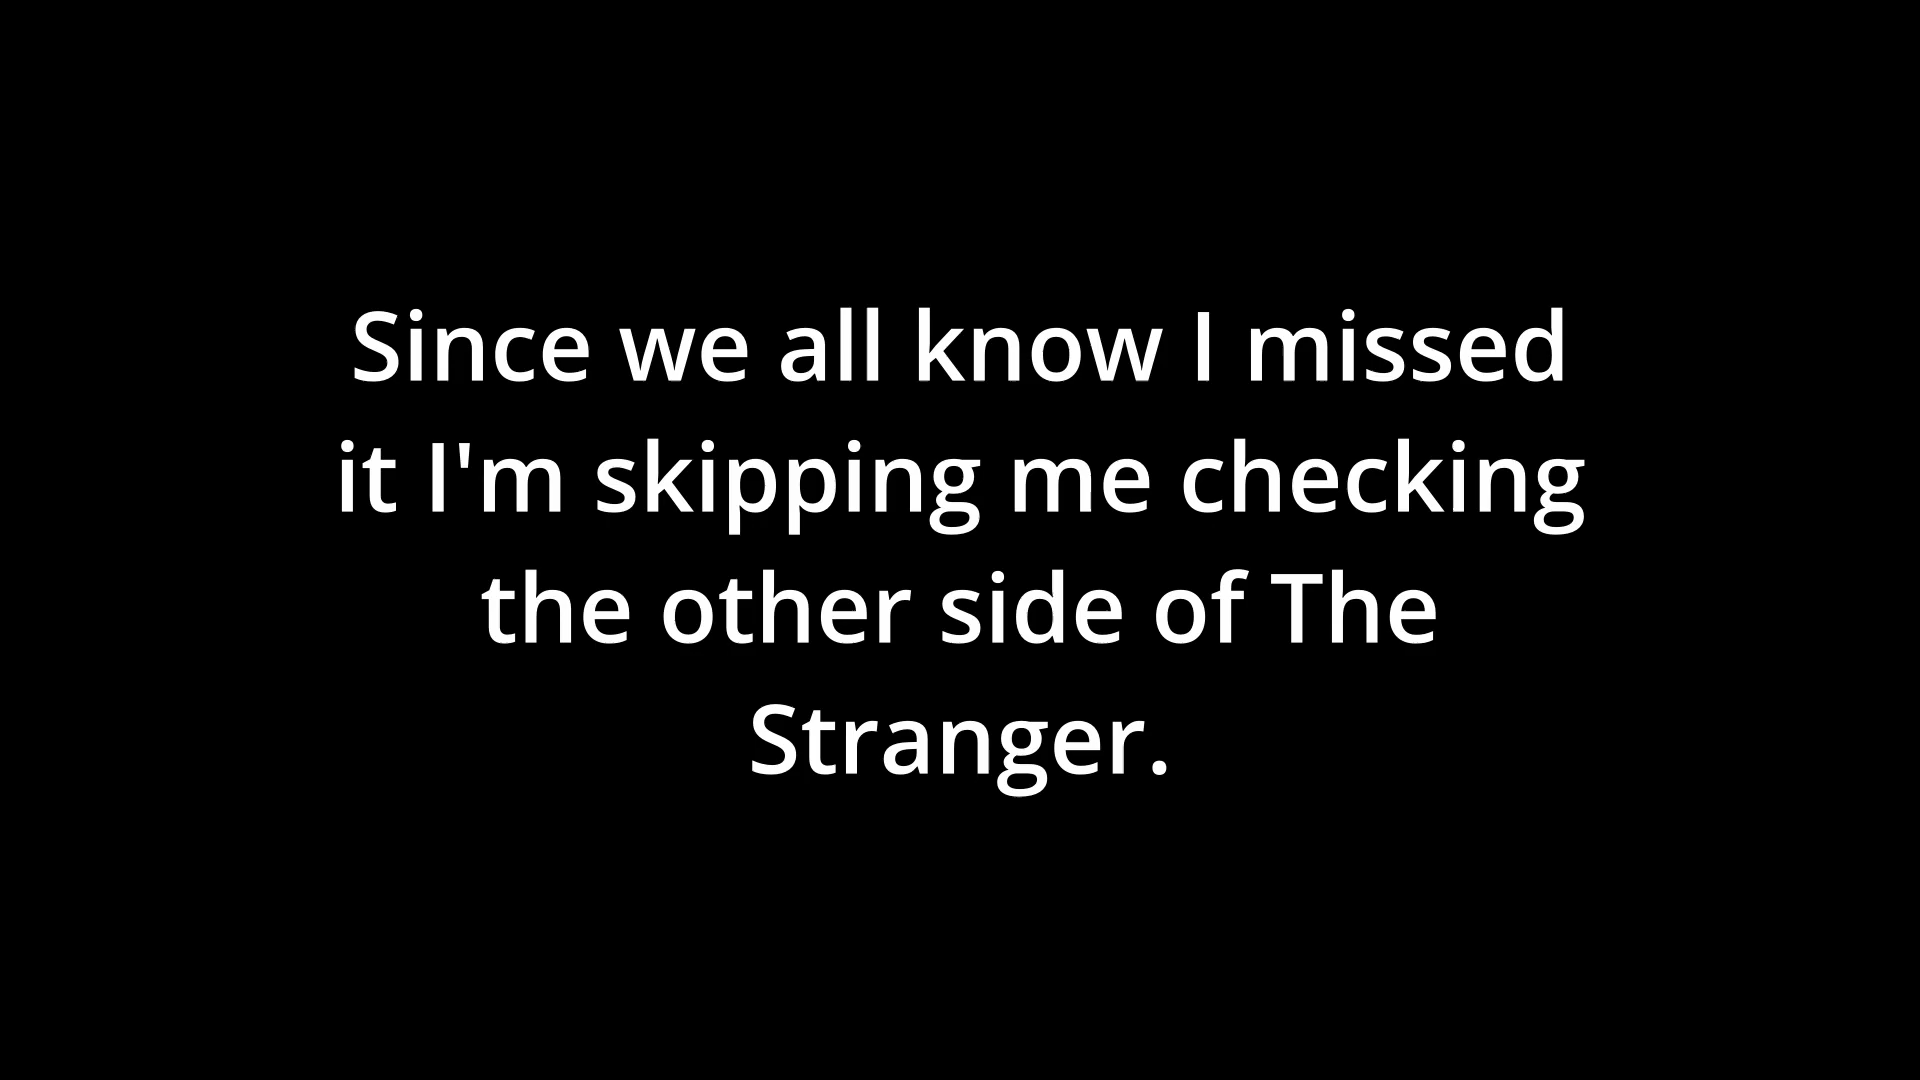 Since we all know I missed
it I'm skipping me checking
the other side of The
Stranger.